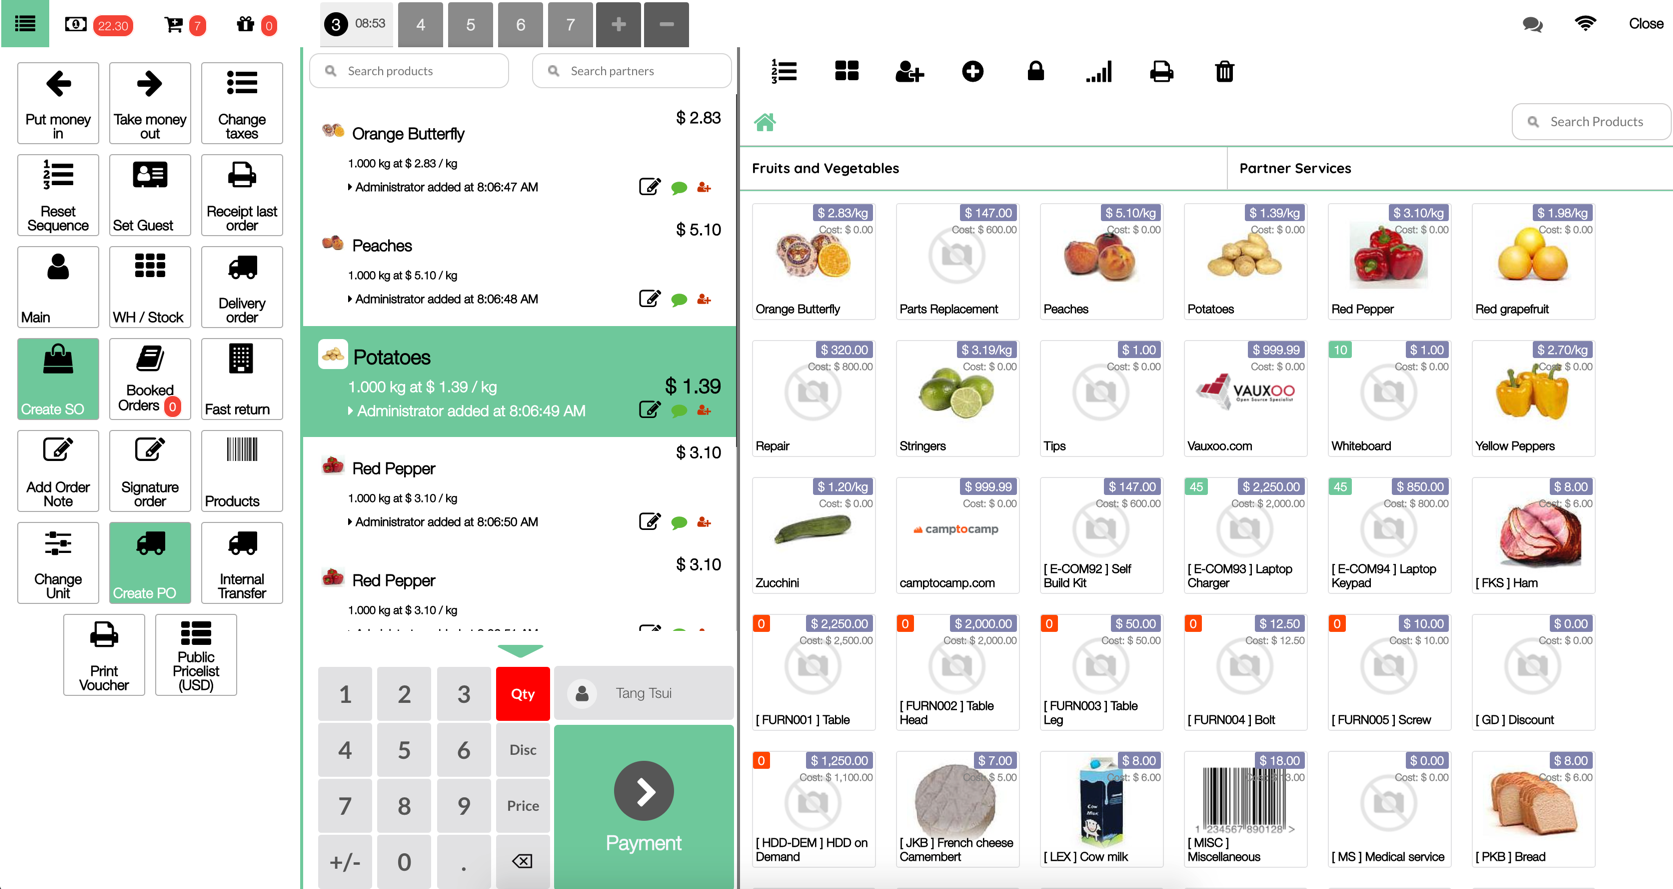 22.30
7
0
3 08:53
4
5
6
7
+
−
Close
Put money in
Take money out
Change taxes
Reset Sequence
Set Guest
Receipt last order
Main
WH / Stock
Delivery order
Create SO
Booked Orders 0
Fast return
Add Order Note
Signature order
Products
Change Unit
Create PO
Internal Transfer
Print Voucher
Public Pricelist (USD)
Search products
Search partners
Orange Butterfly
$ 2.83
1.000 kg at $ 2.83 / kg
Administrator added at 8:06:47 AM
Peaches
$ 5.10
1.000 kg at $ 5.10 / kg
Administrator added at 8:06:48 AM
Potatoes
1.000 kg at $ 1.39 / kg
$ 1.39
Administrator added at 8:06:49 AM
Red Pepper
$ 3.10
1.000 kg at $ 3.10 / kg
Administrator added at 8:06:50 AM
Red Pepper
$ 3.10
1.000 kg at $ 3.10 / kg
1 2 3 Qty
4 5 6 Disc
7 8 9 Price
+/- 0 .
Tang Tsui
Payment
Search Products
Fruits and Vegetables
Partner Services
$ 2.83/kg
Cost: $ 0.00
Orange Butterfly
$ 147.00
Cost: $ 600.00
Parts Replacement
$ 5.10/kg
Cost: $ 0.00
Peaches
$ 1.39/kg
Cost: $ 0.00
Potatoes
$ 3.10/kg
Cost: $ 0.00
Red Pepper
$ 1.98/kg
Cost: $ 0.00
Red grapefruit
$ 320.00
Cost: $ 800.00
Repair
$ 3.19/kg
Cost: $ 0.00
Stringers
$ 1.00
Cost: $ 0.00
Tips
$ 999.99
Cost: $ 0.00
VAUXOO
Open Source Specialist
Vauxoo.com
10
$ 1.00
Cost: $ 0.00
Whiteboard
$ 2.70/kg
Cost: $ 0.00
Yellow Peppers
$ 1.20/kg
Cost: $ 0.00
Zucchini
$ 999.99
Cost: $ 0.00
camptocamp
camptocamp.com
$ 147.00
Cost: $ 600.00
[ E-COM92 ] Self Build Kit
45
$ 2,250.00
Cost: $ 2,000.00
[ E-COM93 ] Laptop Charger
45
$ 850.00
Cost: $ 800.00
[ E-COM94 ] Laptop Keypad
$ 8.00
Cost: $ 6.00
[ FKS ] Ham
0
$ 2,250.00
Cost: $ 2,500.00
[ FURN001 ] Table
0
$ 2,000.00
Cost: $ 2,000.00
[ FURN002 ] Table Head
0
$ 50.00
Cost: $ 50.00
[ FURN003 ] Table Leg
0
$ 12.50
Cost: $ 12.50
[ FURN004 ] Bolt
0
$ 10.00
Cost: $ 10.00
[ FURN005 ] Screw
$ 0.00
Cost: $ 0.00
[ GD ] Discount
0
$ 1,250.00
Cost: $ 1,100.00
[ HDD-DEM ] HDD on Demand
$ 7.00
Cost: $ 5.00
[ JKB ] French cheese Camembert
$ 8.00
Cost: $ 6.00
Cow
[ LEX ] Cow milk
$ 18.00
1 234567 890128 >
[ MISC ] Miscellaneous
$ 0.00
Cost: $ 0.00
[ MS ] Medical service
$ 8.00
Cost: $ 6.00
[ PKB ] Bread